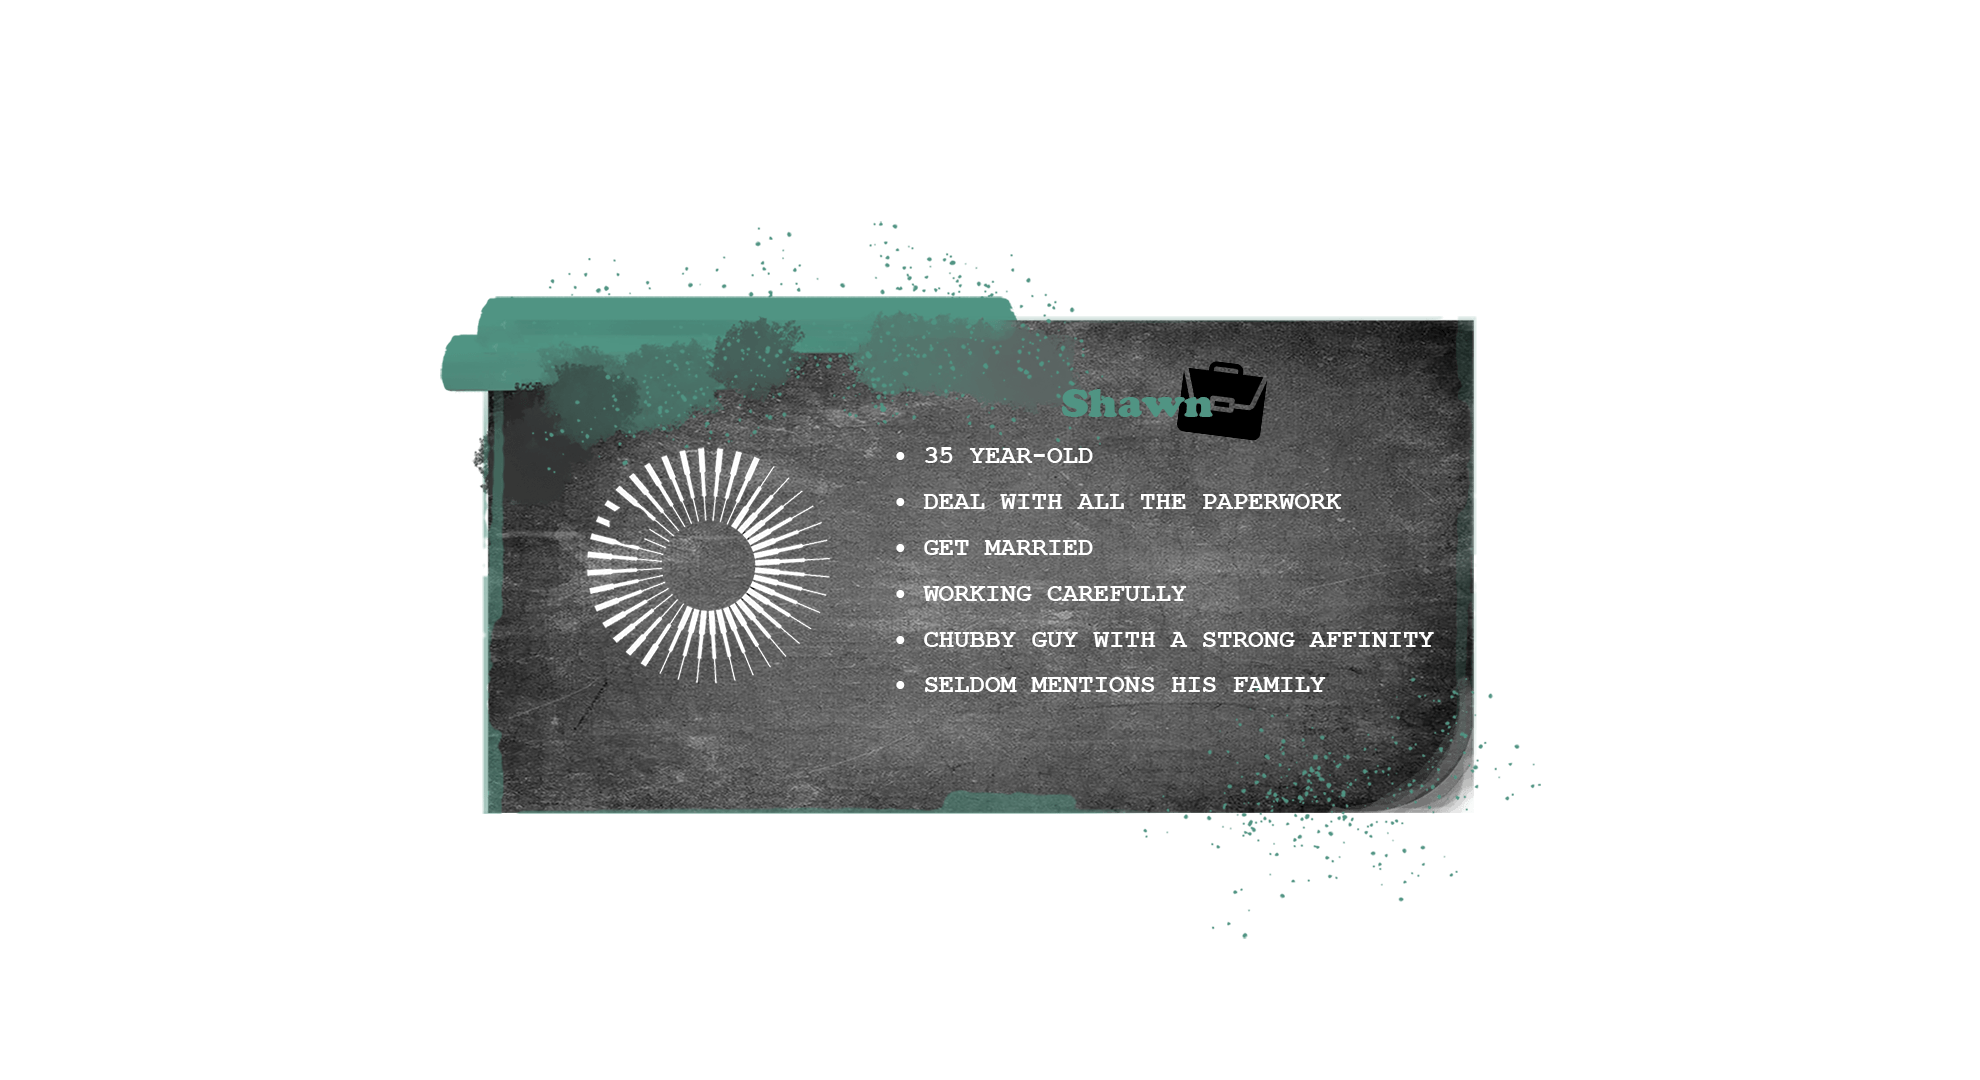 Shawn
• 35 YEAR-OLD
• DEAL WITH ALL THE PAPERWORK
• GET MARRIED
• WORKING CAREFULLY
• CHUBBY GUY WITH A STRONG AFFINITY
• SELDOM MENTIONS HIS FAMILY